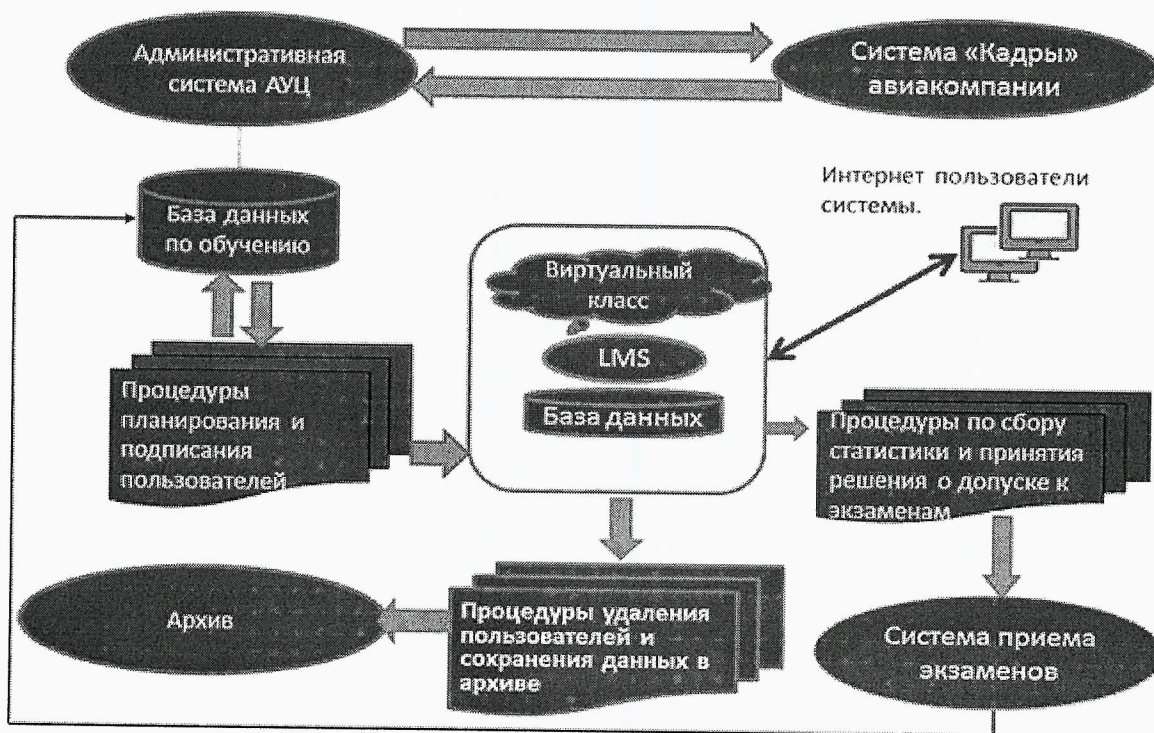 Административная
система АУЦ
Система «Кадры»
авиакомпании
База данных
по обучению
Интернет пользователи
системы.
Виртуальный
класс
LMS
База данных
Процедуры
планирования и
подписания
пользователей
Процедуры по сбору
статистики и принятия
решения о допуске к
экзаменам
Архив
Процедуры удаления
пользователей и
сохранения данных в
архиве
Система приема
экзаменов